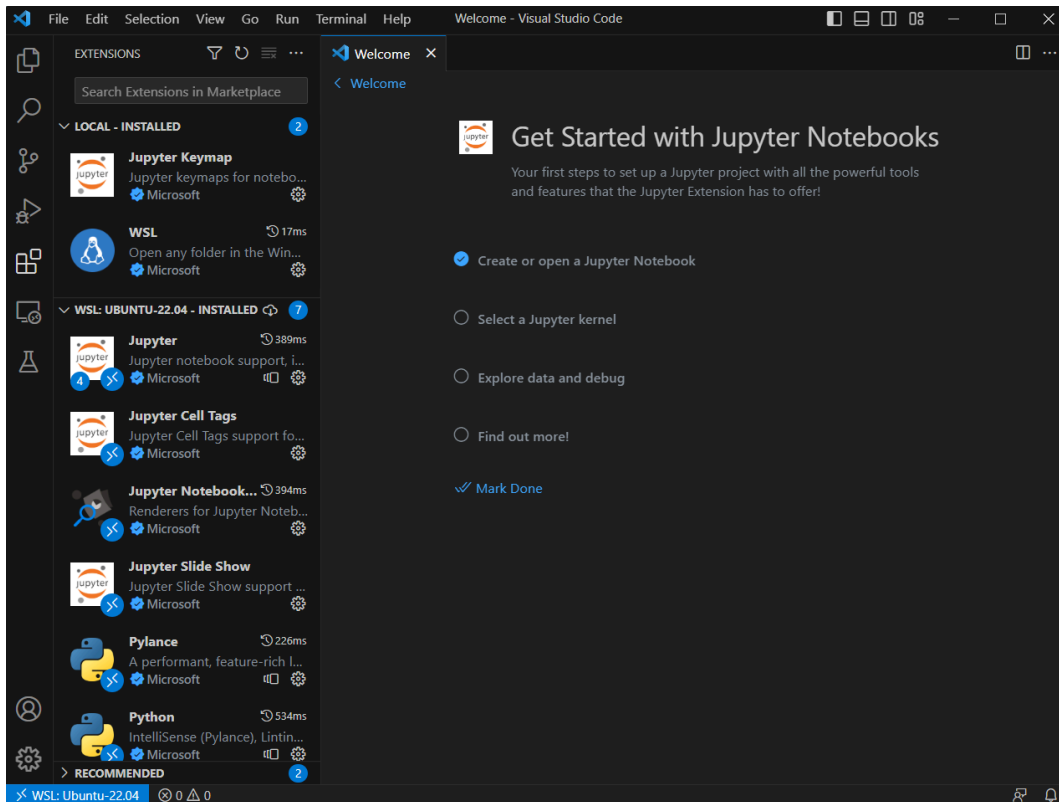 File Edit Selection View Go Run Terminal Help Welcome - Visual Studio Code
EXTENSIONS
Search Extensions in Marketplace
LOCAL - INSTALLED 2
jupyter
Jupyter Keymap
Jupyter keymaps for notebo...
Microsoft
WSL 17ms
Open any folder in the Win...
Microsoft
WSL: UBUNTU-22.04 - INSTALLED 7
jupyter
4
Jupyter 389ms
Jupyter notebook support, i...
Microsoft
jupyter
Jupyter Cell Tags
Jupyter Cell Tags support fo...
Microsoft
Jupyter Notebook... 394ms
Renderers for Jupyter Noteb...
Microsoft
jupyter
Jupyter Slide Show
Jupyter Slide Show support ...
Microsoft
Pylance 226ms
A performant, feature-rich l...
Microsoft
Python 534ms
IntelliSense (Pylance), Lintin...
Microsoft
RECOMMENDED 2
Welcome
Welcome
jupyter
Get Started with Jupyter Notebooks
Your first steps to set up a Jupyter project with all the powerful tools
and features that the Jupyter Extension has to offer!
Create or open a Jupyter Notebook
Select a Jupyter kernel
Explore data and debug
Find out more!
Mark Done
WSL: Ubuntu-22.04 0 0